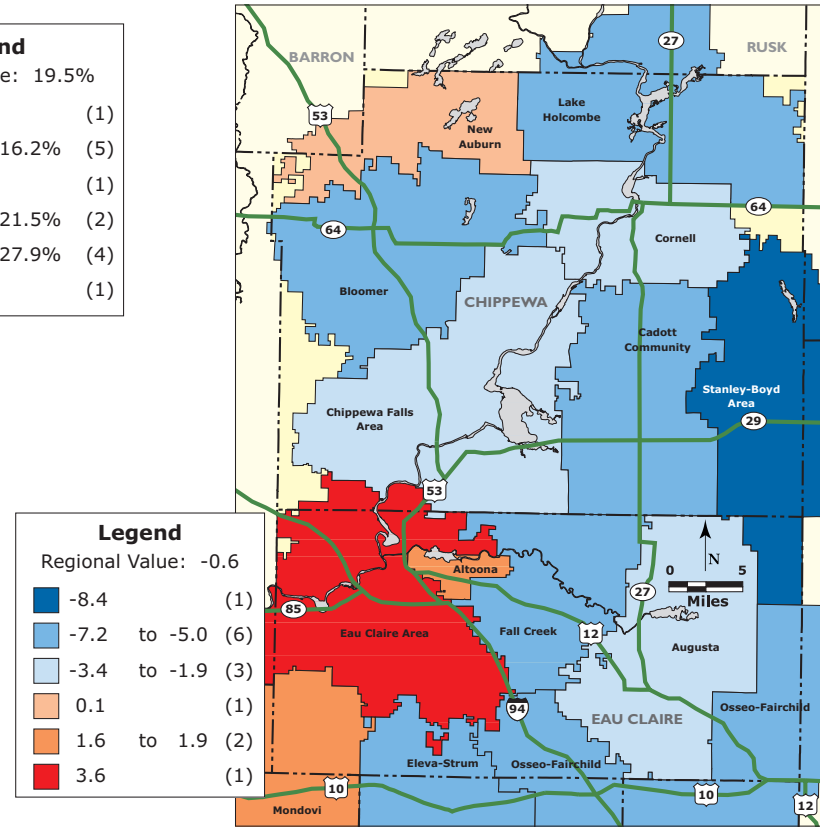 nd
e: 19.5%
(1)
16.2% (5)
(1)
21.5% (2)
27.9% (4)
(1)
BARRON
27
RUSK
53
New
Auburn
Lake
Holcombe
64
64
Cornell
Bloomer
CHIPPEWA
Cadott
Community
Stanley-Boyd
Area
29
Chippewa Falls
Area
53
Legend
Regional Value: -0.6
-8.4 (1)
-7.2 to -5.0 (6)
-3.4 to -1.9 (3)
0.1 (1)
1.6 to 1.9 (2)
3.6 (1)
Altoona
N
0 5
Miles
27
85
Eau Claire Area
Fall Creek
12
Augusta
94
EAU CLAIRE
Osseo-Fairchild
Eleva-Strum
Osseo-Fairchild
10
10
12
Mondovi